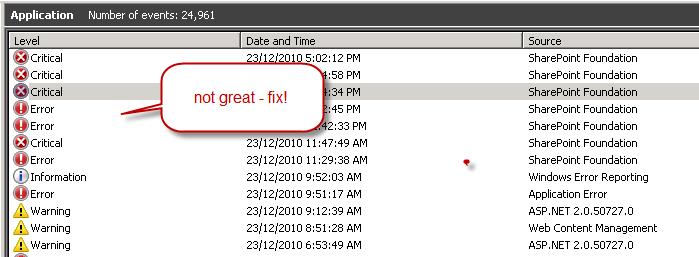 Application Number of events: 24,961
Level Date and Time Source
Critical 23/12/2010 5:02:12 PM SharePoint Foundation
Critical 4:58 PM SharePoint Foundation
Critical 4:34 PM SharePoint Foundation
not great - fix!
Error 2:45 PM SharePoint Foundation
Error 42:33 PM SharePoint Foundation
Critical 23/12/2010 11:47:49 AM SharePoint Foundation
Error 23/12/2010 11:29:38 AM SharePoint Foundation
Information 23/12/2010 9:52:03 AM Windows Error Reporting
Error 23/12/2010 9:51:17 AM Application Error
Warning 23/12/2010 9:12:39 AM ASP.NET 2.0.50727.0
Warning 23/12/2010 8:51:28 AM Web Content Management
Warning 23/12/2010 6:53:49 AM ASP.NET 2.0.50727.0